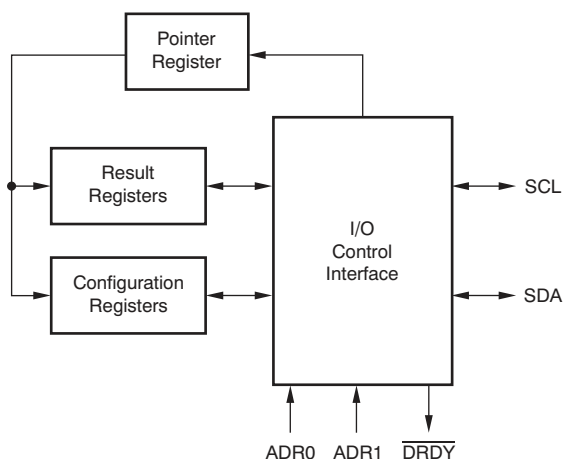 Pointer
Register
Result
Registers
Configuration
Registers
I/O
Control
Interface
SCL
SDA
ADR0
ADR1
DRDY